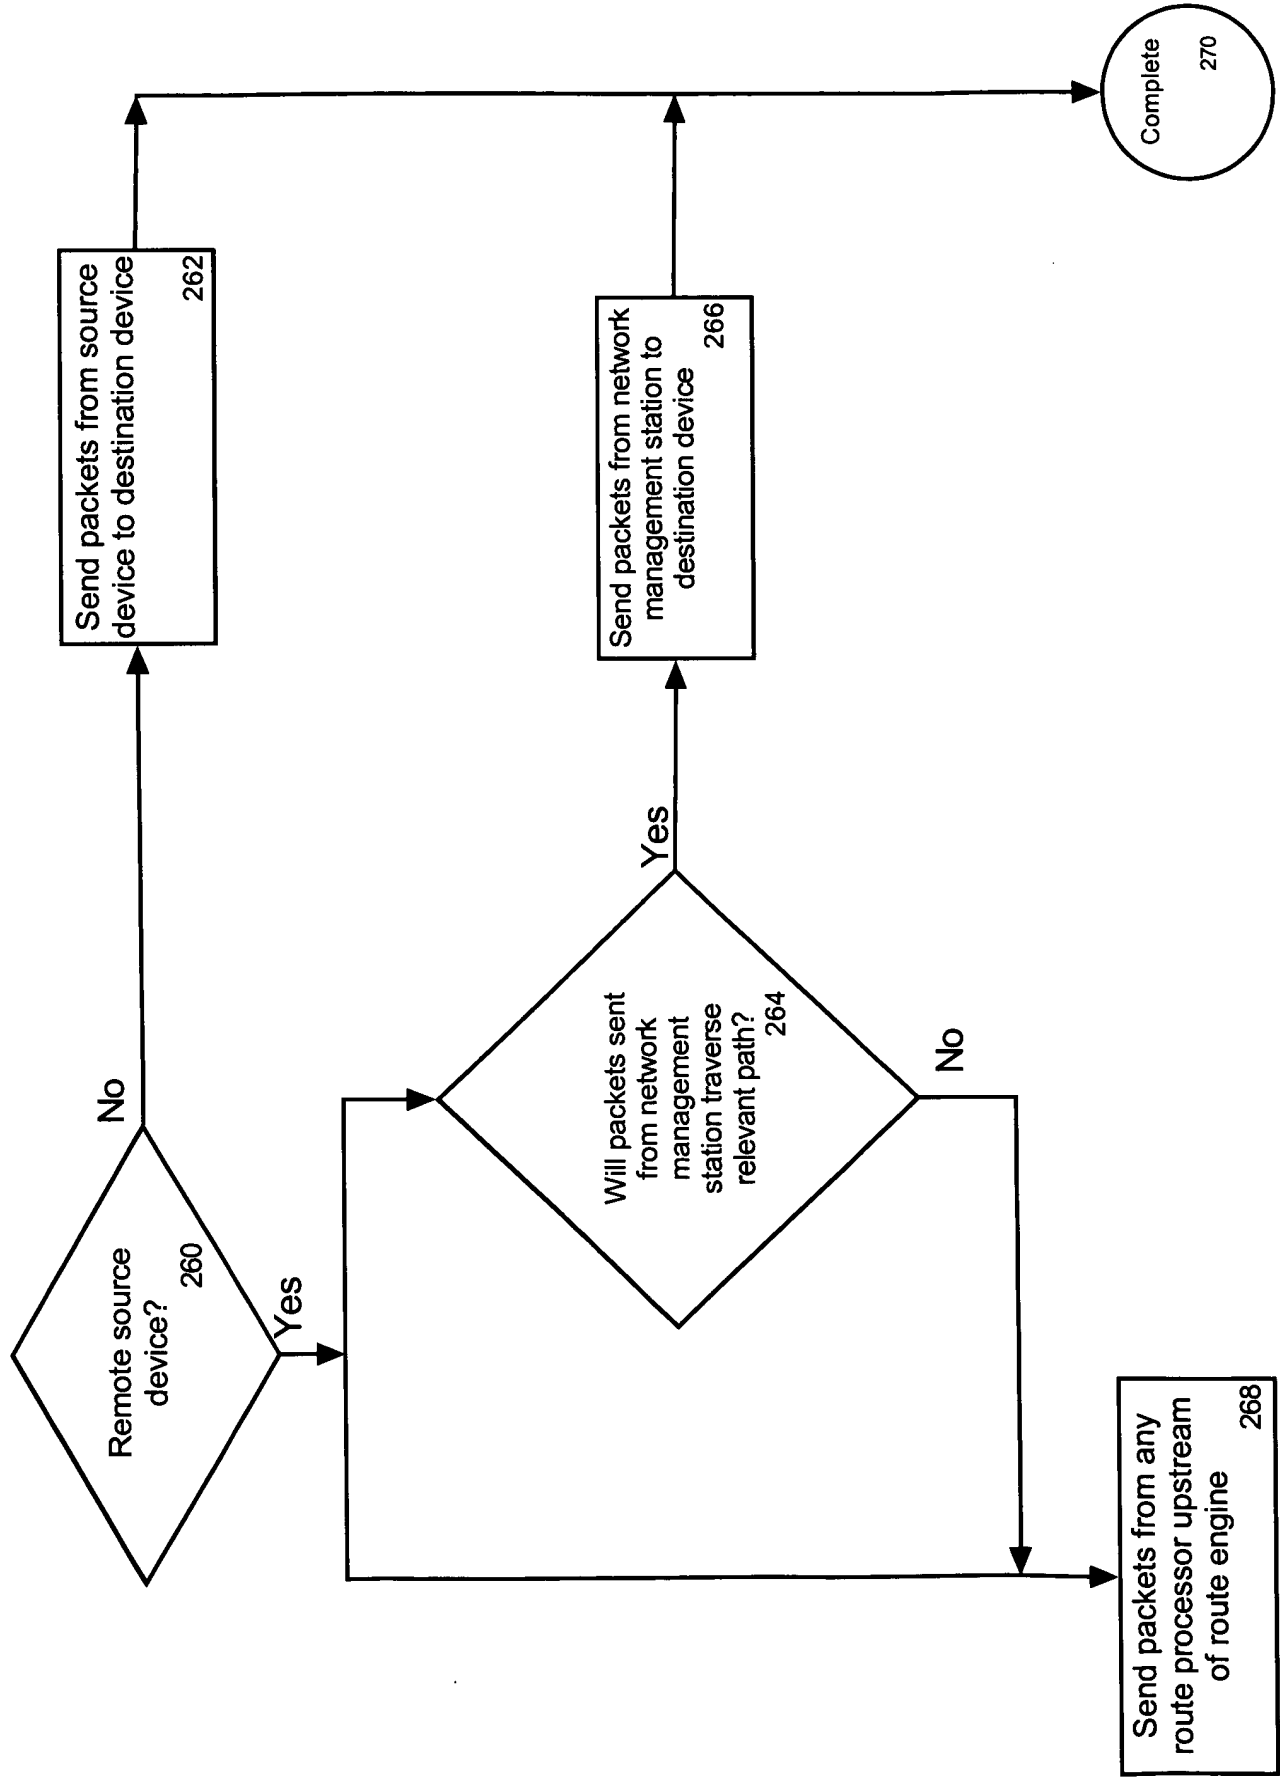 Remote source
device?
260
No
Yes
Send packets from source
device to destination device
262
Will packets sent
from network
management
station traverse
relevant path?
264
Yes
No
Send packets from network
management station to
destination device
266
Send packets from any
route processor upstream
of route engine
268
Complete
270